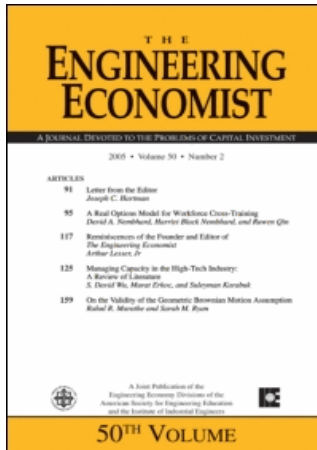 THE
ENGINEERING
ECONOMIST
A JOURNAL DEVOTED TO THE PROBLEMS OF CAPITAL INVESTMENT
2005 • Volume 50 • Number 2
ARTICLES
91 Letter from the Editor
Joseph C. Hartman
95 A Real Options Model for Workforce Cross-Training
David A. Nembhard, Harriet Black Nembhard, and Ruwen Qin
117 Reminiscences of the Founder and Editor of
The Engineering Economist
Arthur Lesser, Jr
125 Managing Capacity in the High-Tech Industry:
A Review of Literature
S. David Wu, Murat Erkoc, and Suleyman Karabuk
159 On the Validity of the Geometric Brownian Motion Assumption
Rahul R. Marathe and Sarah M. Ryan
A Joint Publication of the
Engineering Economy Divisions of the
American Society for Engineering Education
and the Institute of Industrial Engineers
50TH VOLUME